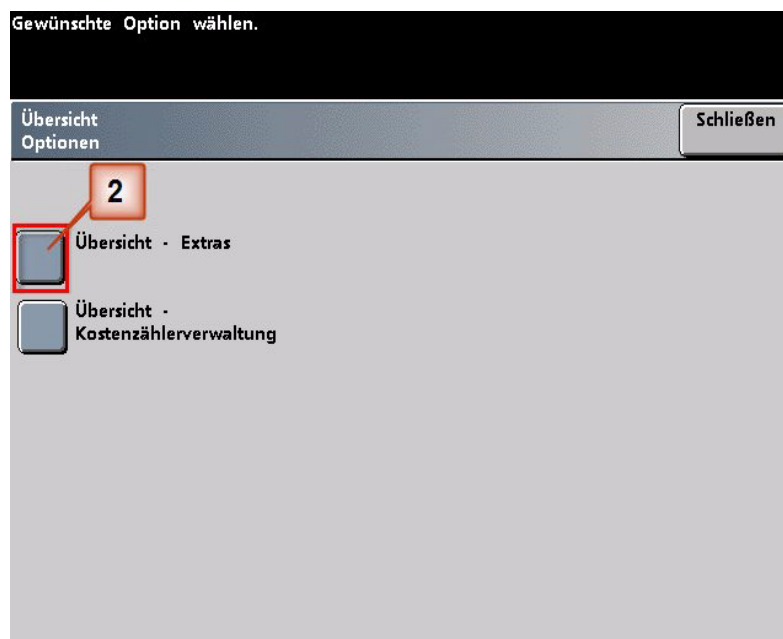 Gewünschte Option wählen.
Übersicht
Optionen
Schließen
2
Übersicht - Extras
Übersicht -
Kostenzählerverwaltung